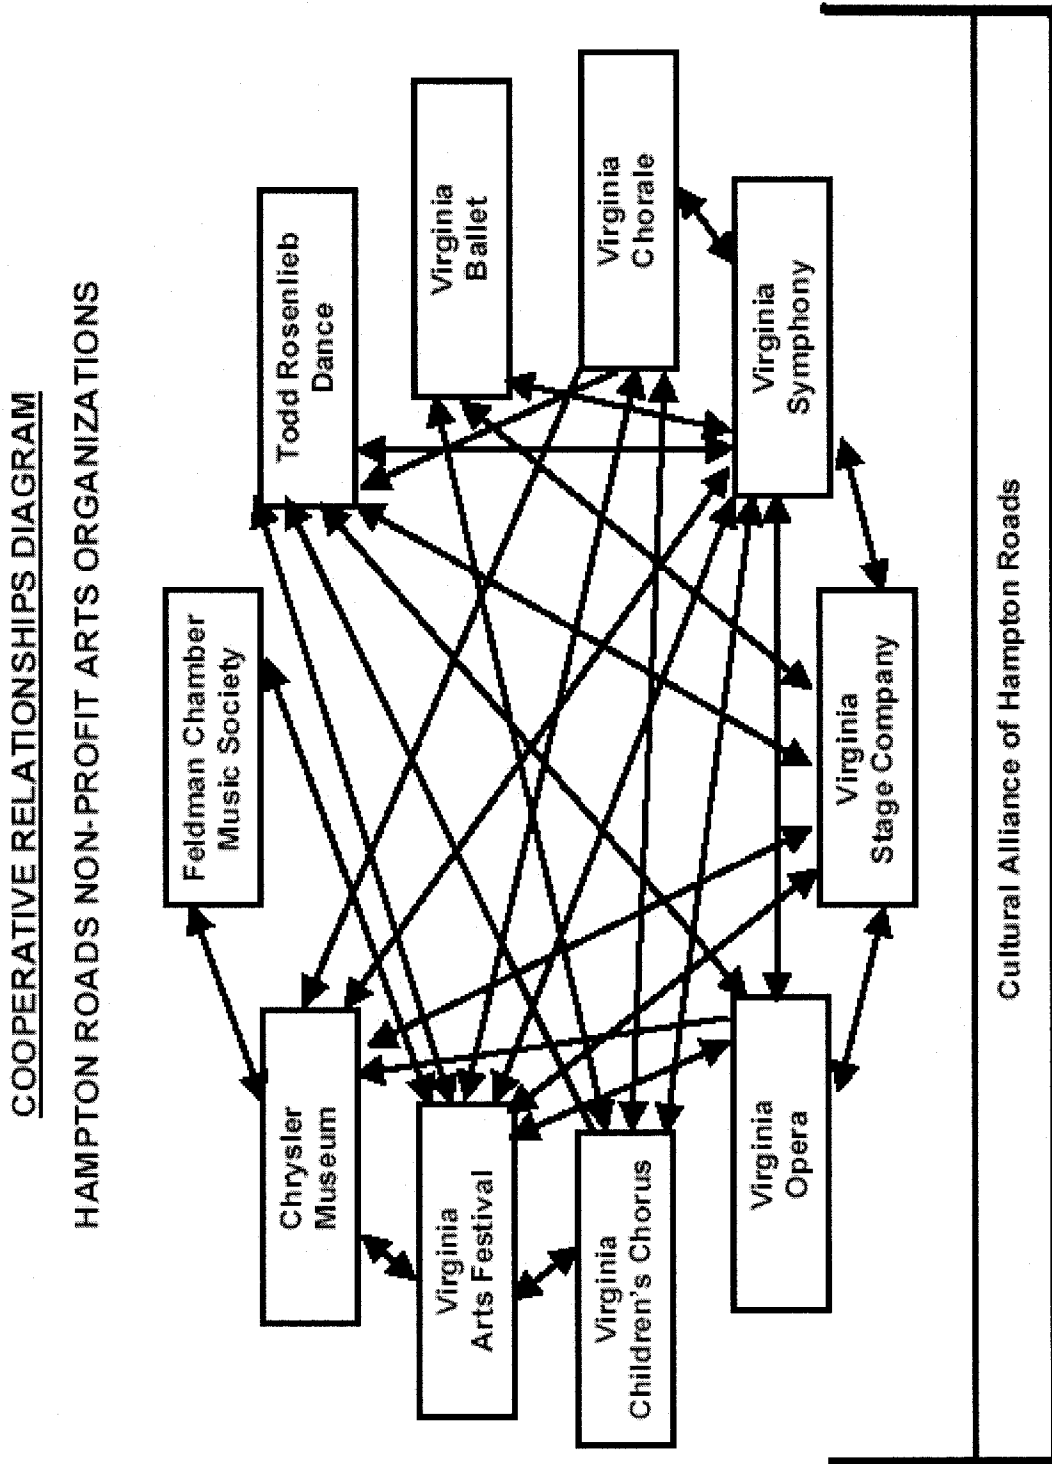 COOPERATIVE RELATIONSHIPS DIAGRAM
HAMPTON ROADS NON-PROFIT ARTS ORGANIZATIONS
Feldman Chamber
Music Society
Chrysler
Museum
Todd Rosenlieb
Dance
Virginia
Arts Festival
Virginia
Ballet
Virginia
Children's Chorus
Virginia
Chorale
Virginia
Opera
Virginia
Symphony
Virginia
Stage Company
Cultural Alliance of Hampton Roads